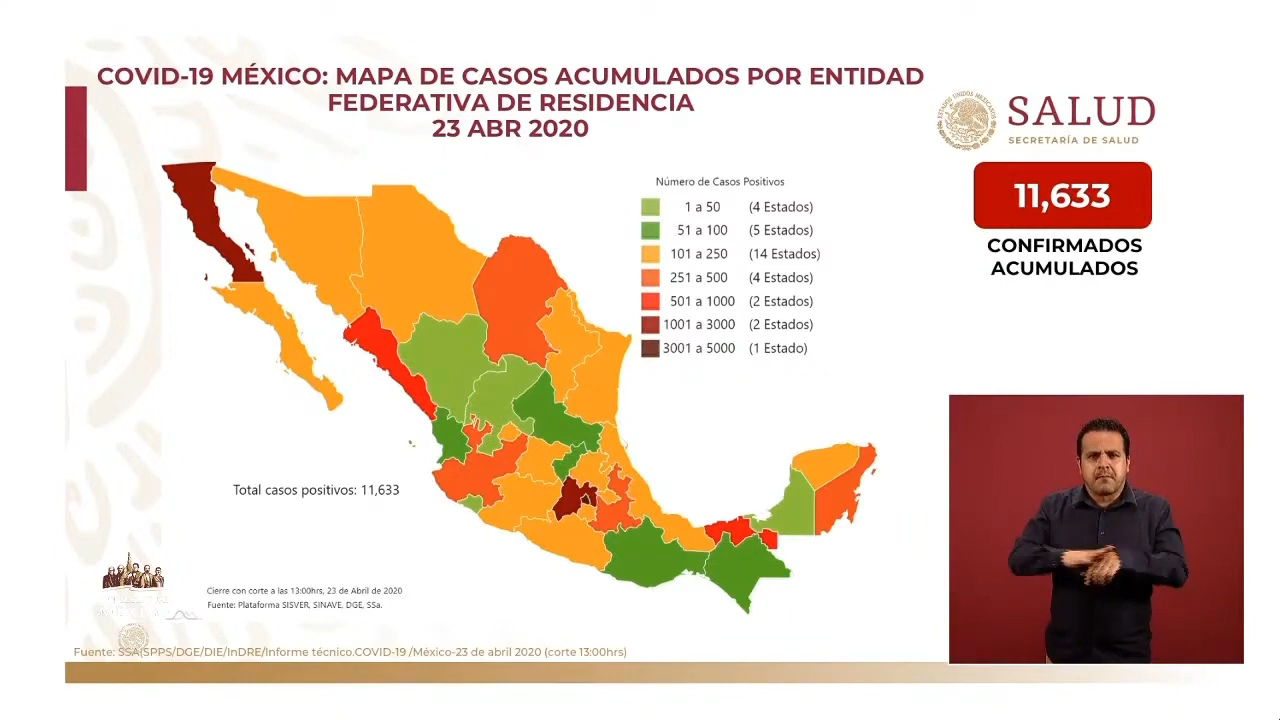 COVID-19 MÉXICO: MAPA DE CASOS ACUMULADOS POR ENTIDAD
FEDERATIVA DE RESIDENCIA
23 ABR 2020
ESTADOS UNIDOS MEXICANOS
SALUD
SECRETARÍA DE SALUD
11,633
CONFIRMADOS
ACUMULADOS
Número de Casos Positivos
1 a 50 (4 Estados)
51 a 100 (5 Estados)
101 a 250 (14 Estados)
251 a 500 (4 Estados)
501 a 1000 (2 Estados)
1001 a 3000 (2 Estados)
3001 a 5000 (1 Estado)
Total casos positivos: 11,633
Cierre con corte a las 13:00hrs, 23 de Abril de 2020
Fuente: Plataforma SISVER, SINAVE, DGE, SSa.
Fuente: SSA(SPPS/DGE/DIE/InDRE/Informe técnico.COVID-19 /México-23 de abril 2020 (corte 13:00hrs)